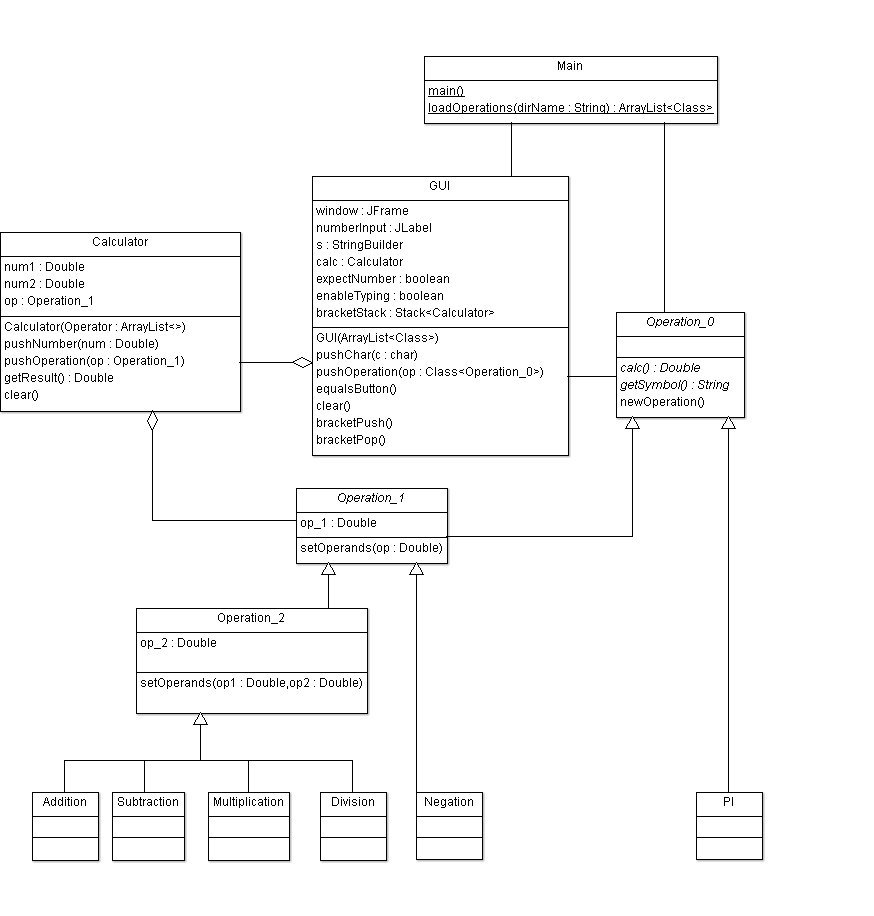 Main
main()
loadOperations(dirName : String) : ArrayList<Class>
GUI
window : JFrame
numberInput : JLabel
s : StringBuilder
calc : Calculator
expectNumber : boolean
enableTyping : boolean
bracketStack : Stack<Calculator>
GUI(ArrayList<Class>)
pushChar(c : char)
pushOperation(op : Class<Operation_0>)
equalsButton()
clear()
bracketPush()
bracketPop()
Calculator
num1 : Double
num2 : Double
op : Operation_1
Calculator(Operator : ArrayList<>)
pushNumber(num : Double)
pushOperation(op : Operation_1)
getResult() : Double
clear()
Operation_0
calc() : Double
getSymbol() : String
newOperation()
Operation_1
op_1 : Double
setOperands(op : Double)
Operation_2
op_2 : Double
setOperands(op1 : Double,op2 : Double)
Addition
Subtraction
Multiplication
Division
Negation
PI